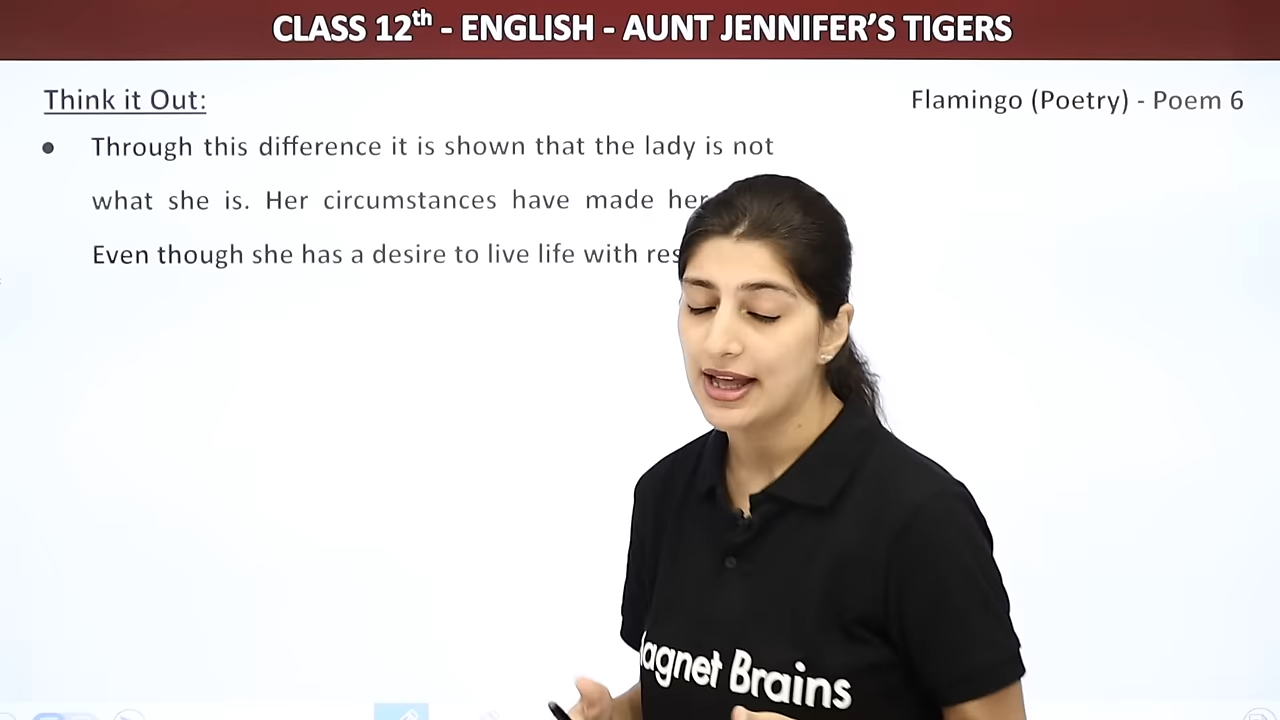 CLASS 12th - ENGLISH - AUNT JENNIFER'S TIGERS
Think it Out:
Flamingo (Poetry) - Poem 6
• Through this difference it is shown that the lady is not
what she is. Her circumstances have made her
Even though she has a desire to live life with res
agnet Brains